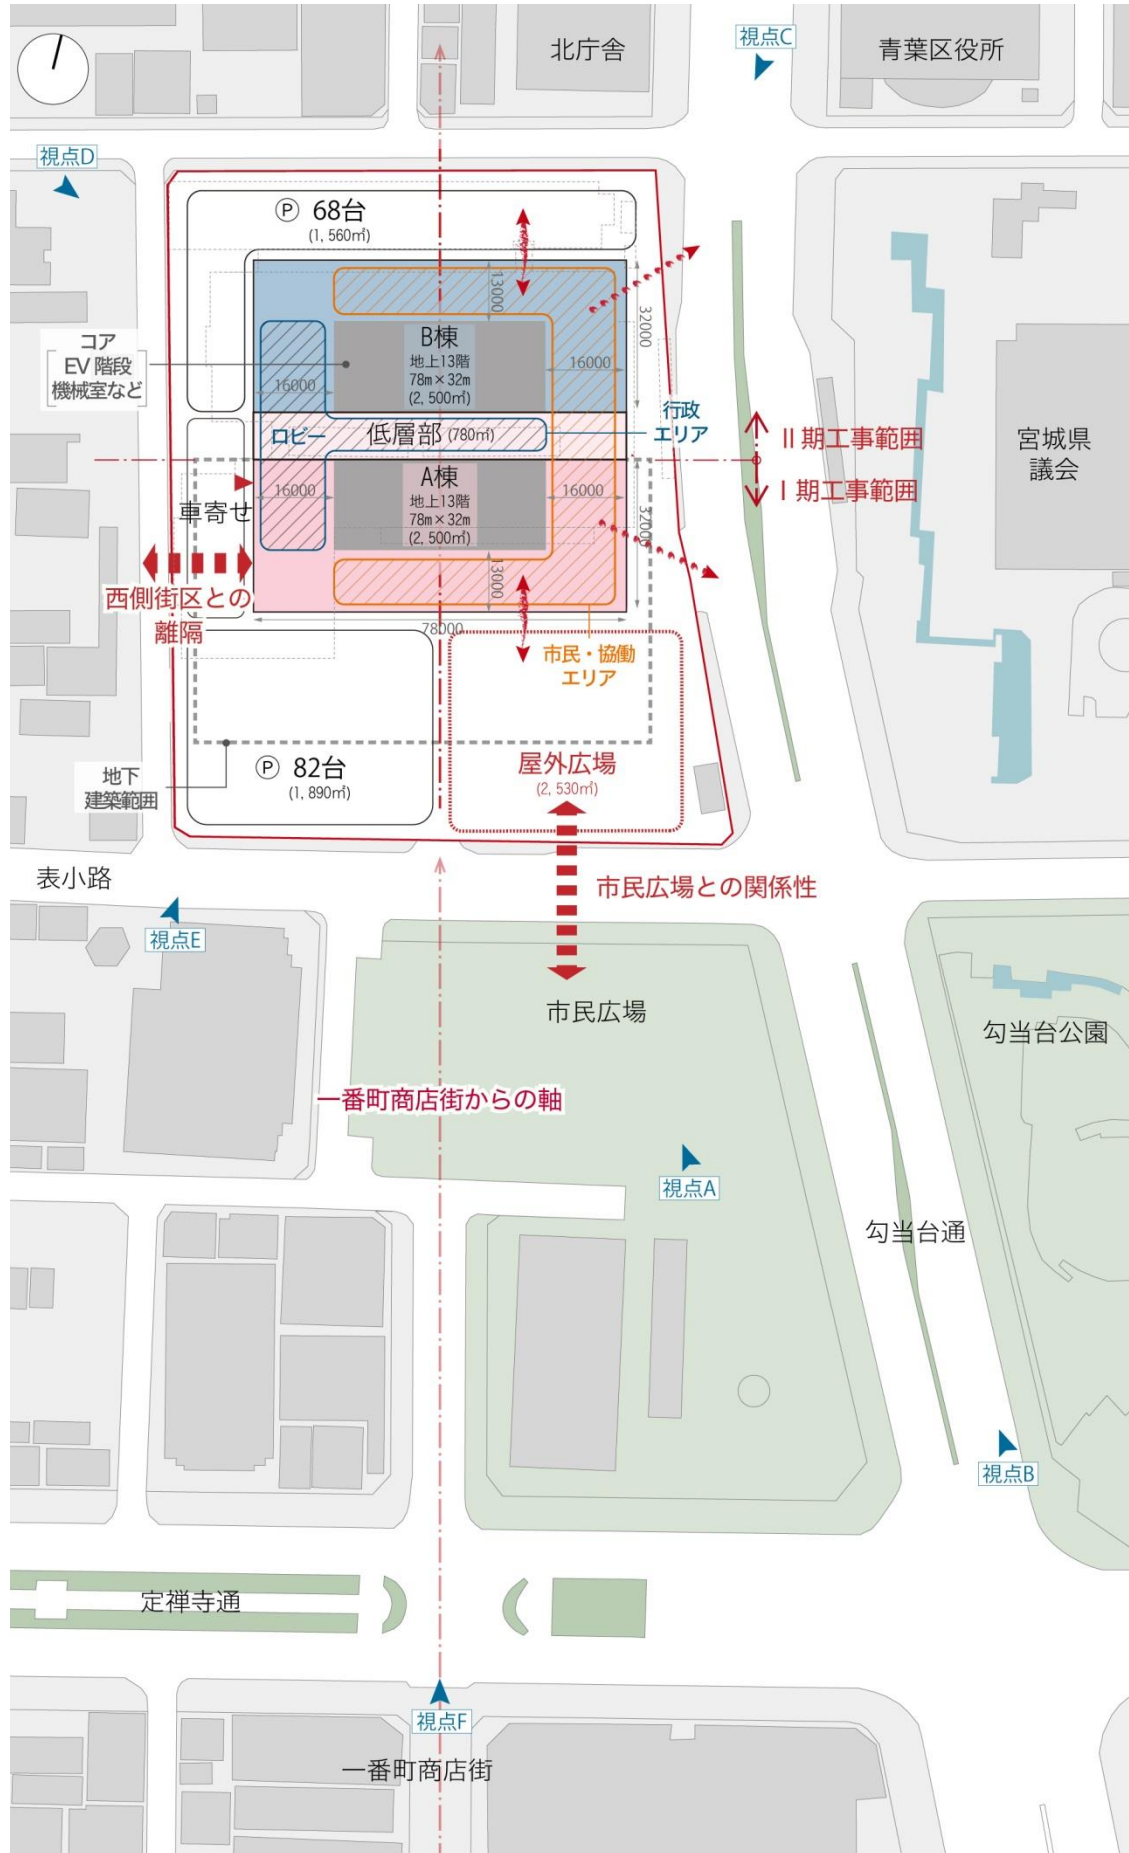 視点C
北庁舎
青葉区役所
視点D
Ⓟ 68台
(1, 560㎡)
13000
32000
コア
EV 階段
機械室など
B棟
地上13階
78m×32m
(2, 500㎡)
16000
16000
ロビー
低層部 (780㎡)
行政
エリア
Ⅱ期工事範囲
Ⅰ期工事範囲
宮城県
議会
A棟
地上13階
78m×32m
(2, 500㎡)
16000
16000
車寄せ
32000
13000
西側街区との
離隔
78000
市民・協働
エリア
屋外広場
(2, 530㎡)
Ⓟ 82台
(1, 890㎡)
地下
建築範囲
表小路
市民広場との関係性
視点E
市民広場
勾当台公園
一番町商店街からの軸
視点A
勾当台通
視点B
定禅寺通
視点F
一番町商店街